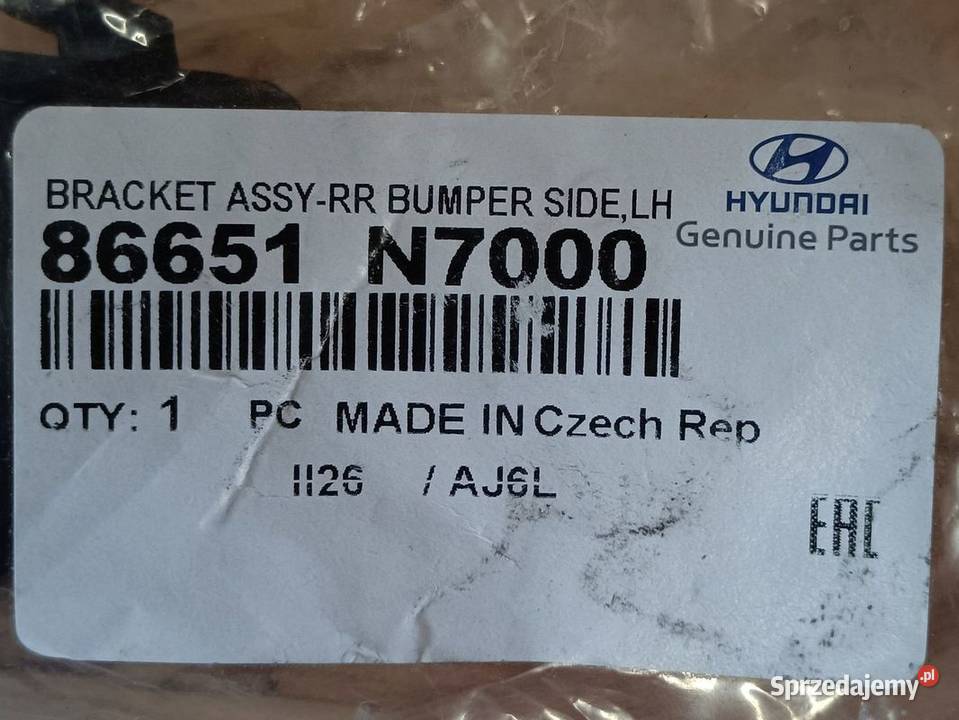 HYUNDAI
Genuine Parts
BRACKET ASSY-RR BUMPER SIDE,LH
86651 N7000
QTY: 1 PC MADE IN Czech Rep
II26 / AJ6L
EAC
Sprzedajemy.pl